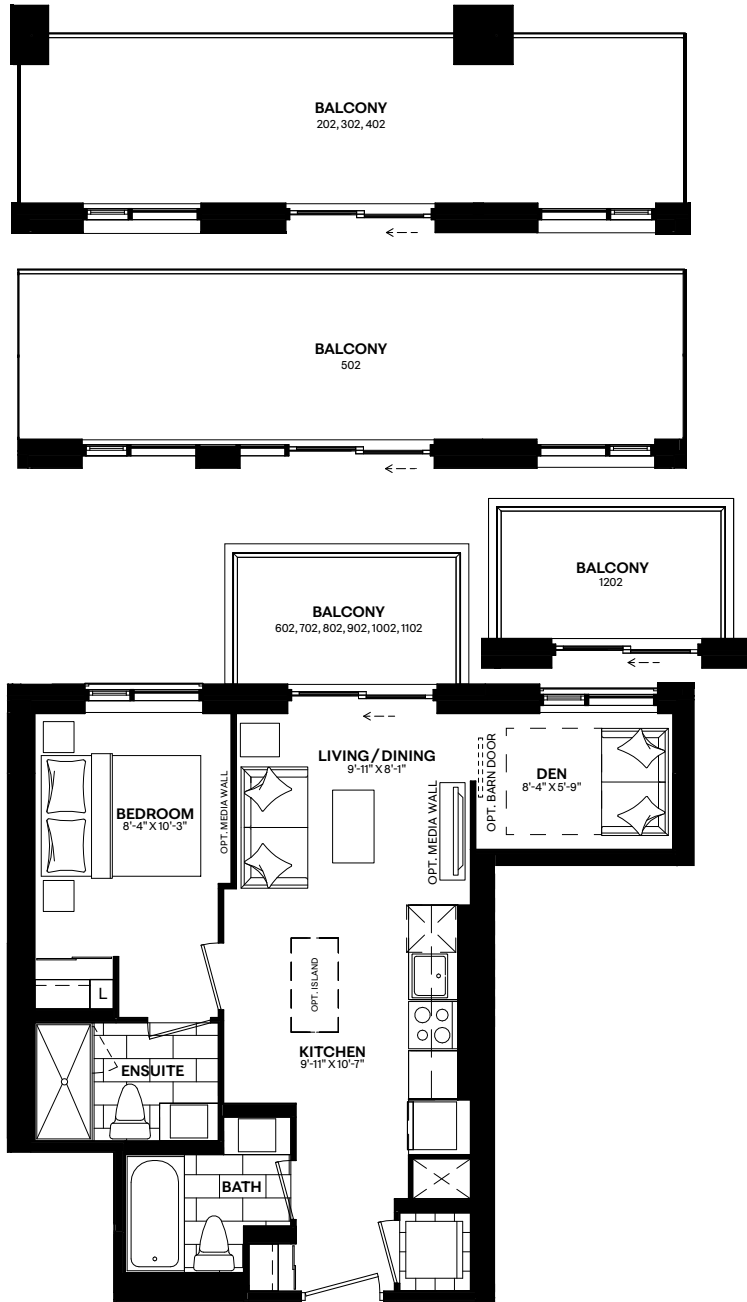 BALCONY
202, 302, 402
BALCONY
502
BALCONY
1202
BALCONY
602, 702, 802, 902, 1002, 1102
LIVING / DINING
9'-11" X 8'-1"
OPT. BARN DOOR
DEN
8'-4" X 5'-9"
BEDROOM
8'-4" X 10'-3"
OPT. MEDIA WALL
OPT. MEDIA WALL
OPT. ISLAND
L
KITCHEN
9'-11" X 10'-7"
ENSUITE
BATH